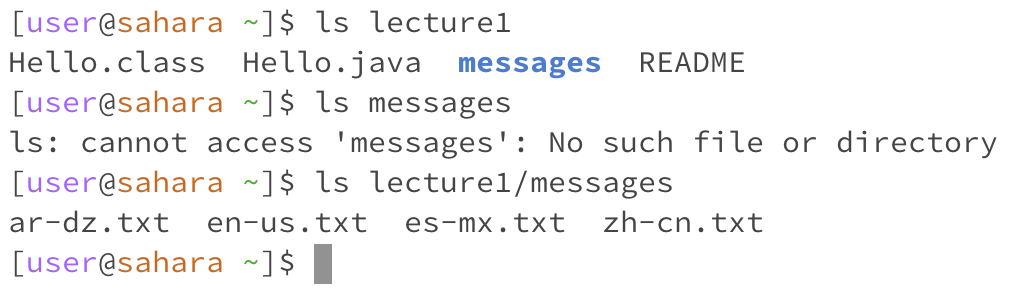 [user@sahara ~]$ ls lecture1
Hello.class  Hello.java  messages  README
[user@sahara ~]$ ls messages
ls: cannot access 'messages': No such file or directory
[user@sahara ~]$ ls lecture1/messages
ar-dz.txt  en-us.txt  es-mx.txt  zh-cn.txt
[user@sahara ~]$